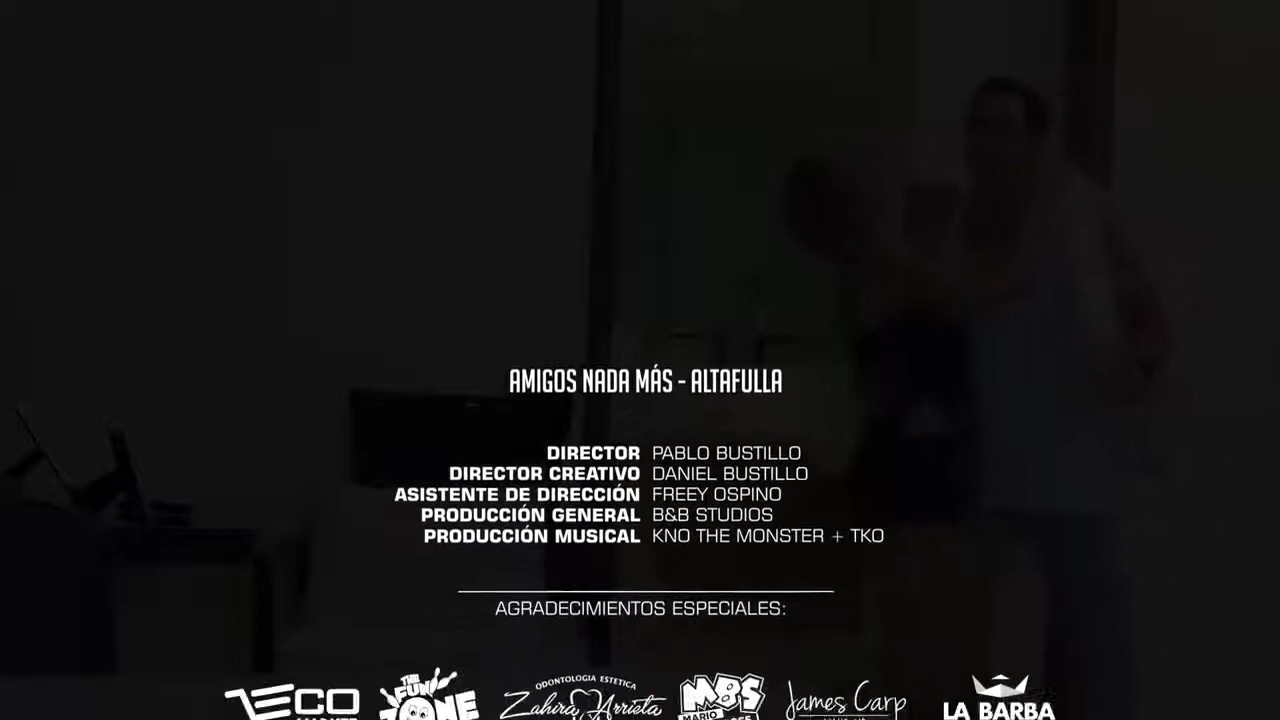 AMIGOS NADA MÁS - ALTAFULLA
DIRECTOR PABLO BUSTILLO
DIRECTOR CREATIVO DANIEL BUSTILLO
ASISTENTE DE DIRECCIÓN FREEY OSPINO
PRODUCCIÓN GENERAL B&B STUDIOS
PRODUCCIÓN MUSICAL KNO THE MONSTER + TKO
AGRADECIMIENTOS ESPECIALES:
ECO
THE FUN ZONE
ODONTOLOGIA ESTETICA
Zahira Arrieta
MBS
MARIO
James Carp
LA BARBA